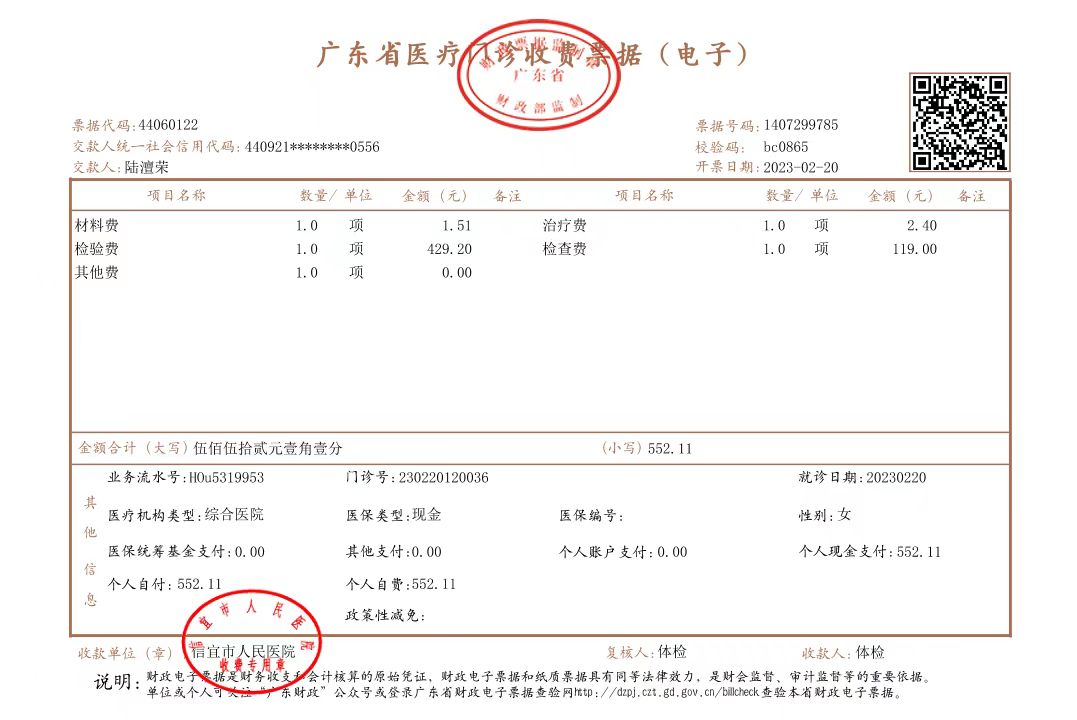 广东省医疗门诊收费票据（电子）
财政票据监制章
广东省
财政部监制
票据代码:44060122
票据号码:1407299785
交款人统一社会信用代码: 440921********0556
校验码: bc0865
交款人:陆澶荣
开票日期:2023-02-20
项目名称 数量/单位 金额（元） 备注 项目名称 数量/单位 金额（元） 备注
材料费 1.0 项 1.51 治疗费 1.0 项 2.40
检验费 1.0 项 429.20 检查费 1.0 项 119.00
其他费 1.0 项 0.00
金额合计（大写）伍佰伍拾贰元壹角壹分 （小写）552.11
其他信息
业务流水号:HOu5319953 门诊号:230220120036 就诊日期:20230220
医疗机构类型:综合医院 医保类型:现金 医保编号: 性别:女
医保统筹基金支付:0.00 其他支付:0.00 个人账户支付:0.00 个人现金支付:552.11
个人自付:552.11 个人自费:552.11
政策性减免:
收款单位（章） 信宜市人民医院 复核人:体检 收款人:体检
信宜市人民医院
收费专用章
说明: 财政电子票据是财务收支和会计核算的原始凭证，财政电子票据和纸质票据具有同等法律效力，是财会监督、审计监督等的重要依据。
单位或个人可关注“广东财政”公众号或登录广东省财政电子票据查验网http://dzpj.czt.gd.gov.cn/billcheck查验本省财政电子票据。